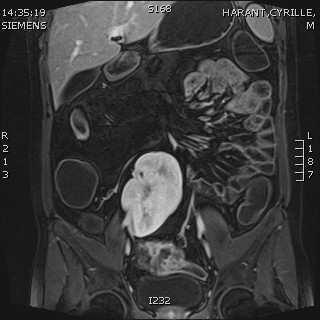 14:35:19
SIEMENS
S168
HARANT,CYRILLE,
M
R
2
1
3
L
1
8
7
I232